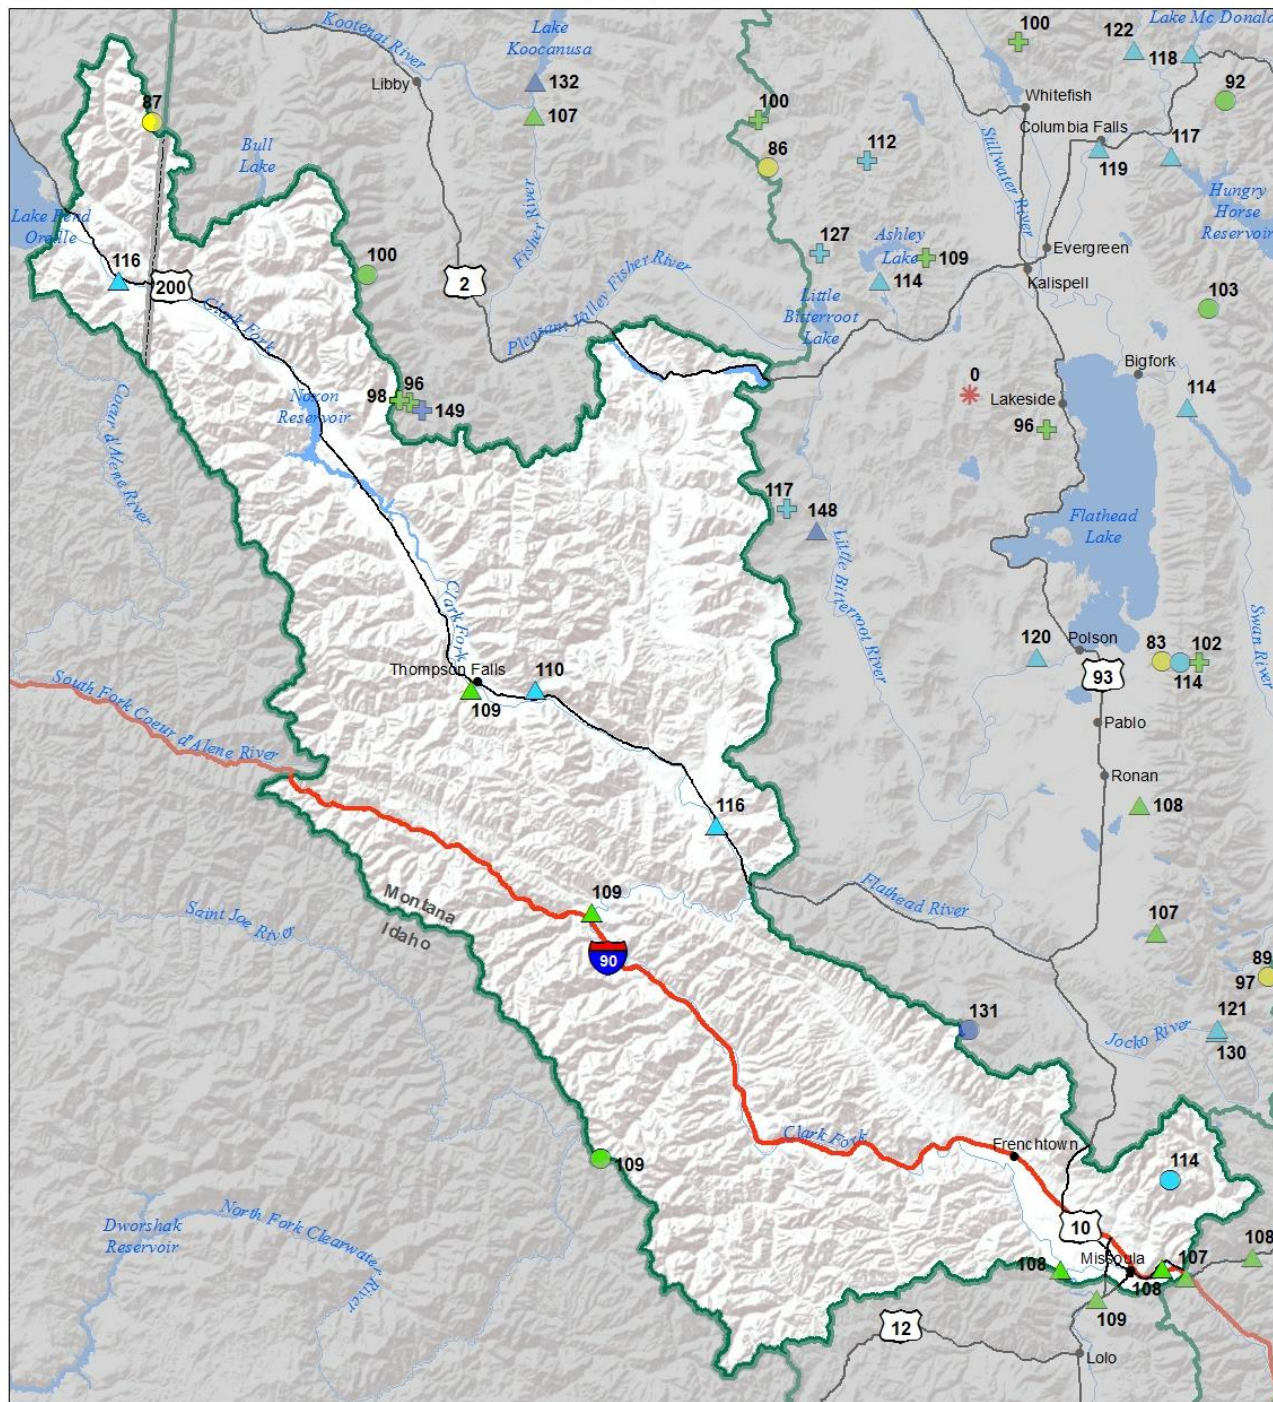 Lake Mc Donald
122
118
100
Lake
Koocanusa
Kootenai River
132
Libby
107
92
Whitefish
87
100
Columbia Falls
117
119
Stillwater River
Bull
Lake
86
112
Hungry
Horse
Reservoir
Fisher River
Lake Pend
Oreille
116
200
100
2
127
Ashley
Lake
109
Evergreen
Kalispell
114
103
Clark Fork
Pleasant Valley Fisher River
Little
Bitterroot
Lake
Bigfork
0
Lakeside
114
98
96
149
96
Noxon
Reservoir
Coeur d'Alene River
117
148
Flathead
Lake
Little Bitterroot River
Clark Fork
Swan River
120
Polson
83
102
114
93
Thompson Falls
110
109
South Fork Coeur d'Alene River
Pablo
Ronan
116
108
Montana
Idaho
109
Flathead River
Saint Joe River
107
90
89
97
131
121
130
Jocko River
Clark Fork
Frenchtown
109
114
North Fork Clearwater
River
Dworshak
Reservoir
10
108
Missoula
107
108
108
109
12
Lolo